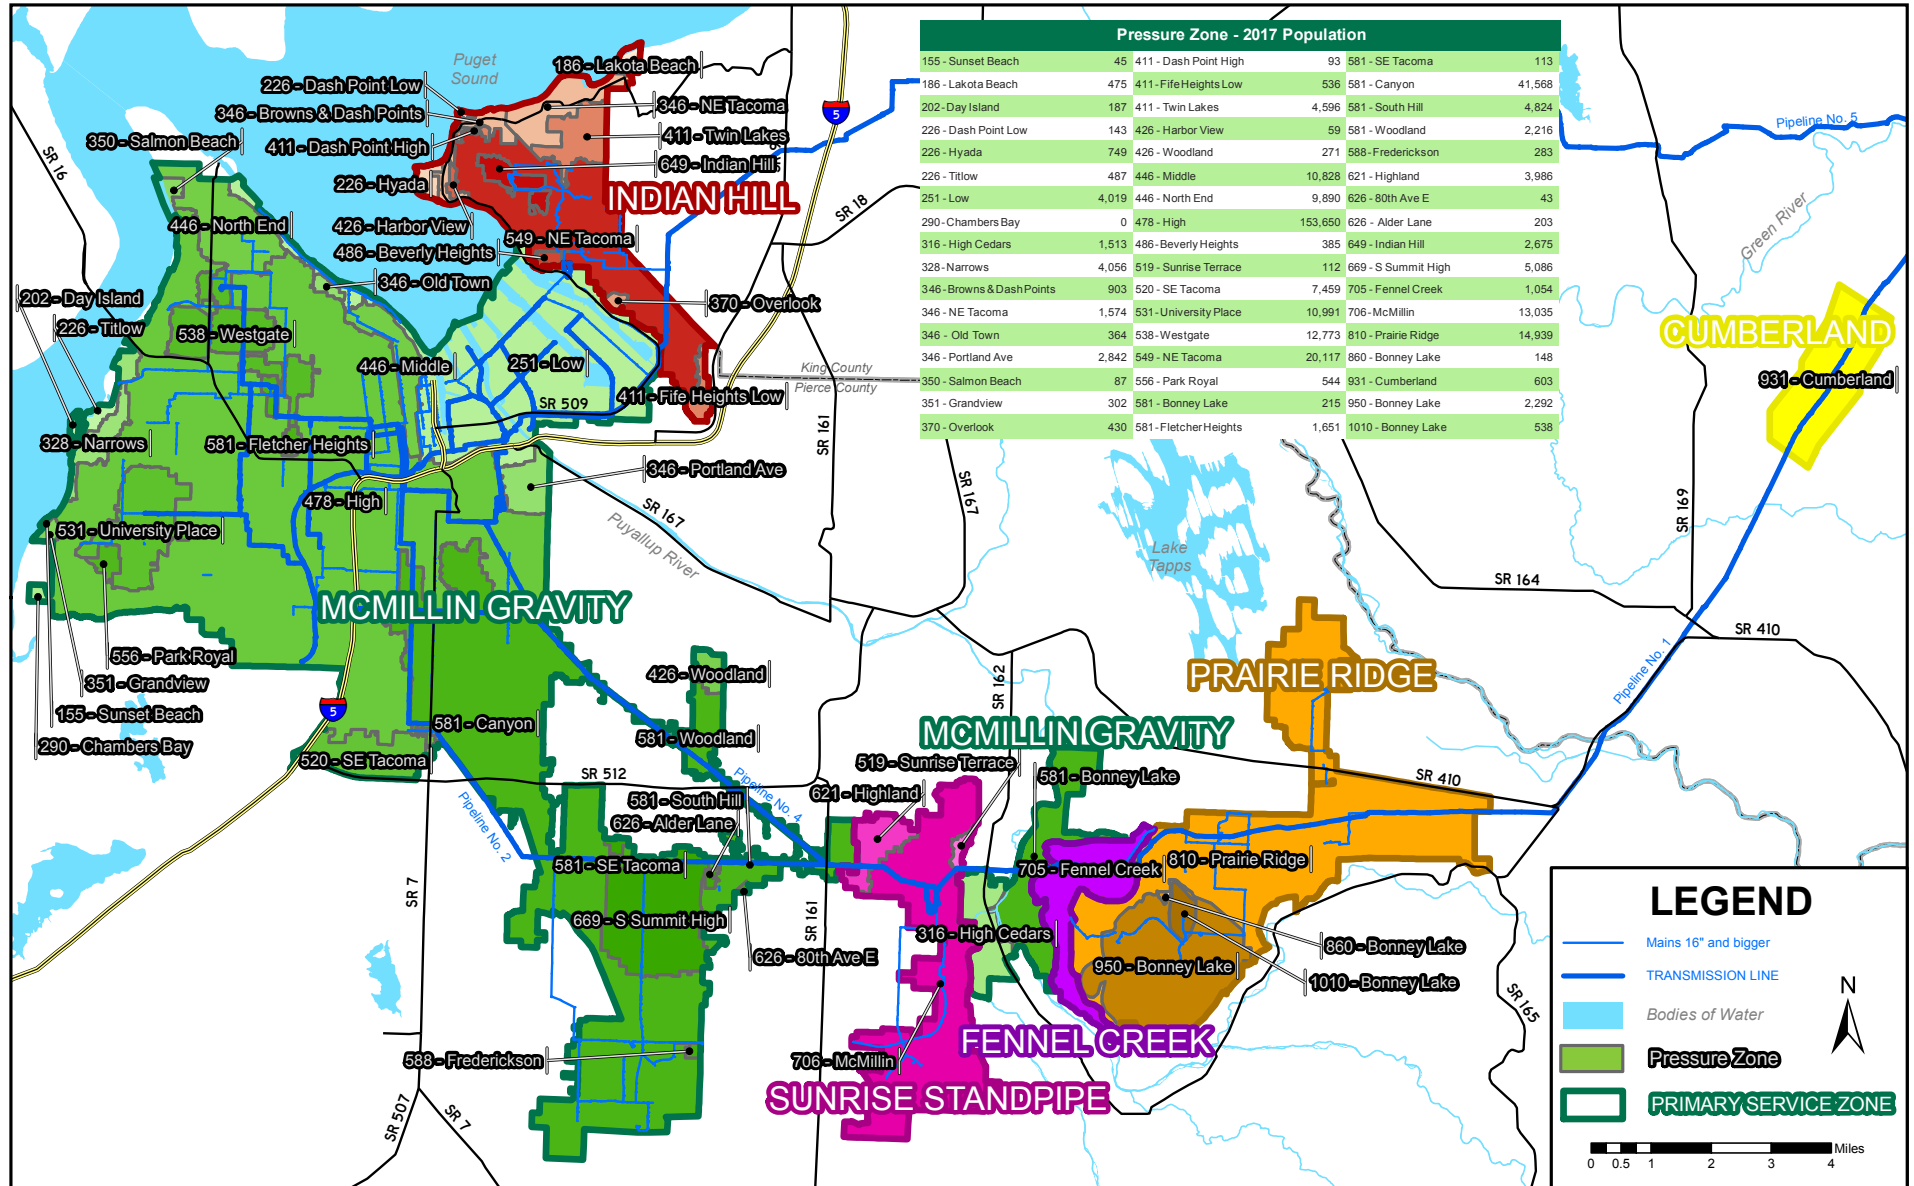 Pressure Zone - 2017 Population
155 - Sunset Beach 45 411 - Dash Point High 93 581 - SE Tacoma 113
186 - Lakota Beach 475 411 - Fife Heights Low 536 581 - Canyon 41,568
202 - Day Island 187 411 - Twin Lakes 4,596 581 - South Hill 4,824
226 - Dash Point Low 143 426 - Harbor View 59 581 - Woodland 2,216
226 - Hyada 749 426 - Woodland 271 588 - Frederickson 283
226 - Titlow 487 446 - Middle 10,828 621 - Highland 3,986
251 - Low 4,019 446 - North End 9,890 626 - 80th Ave E 43
290 - Chambers Bay 0 478 - High 153,650 626 - Alder Lane 203
316 - High Cedars 1,513 486 - Beverly Heights 385 649 - Indian Hill 2,675
328 - Narrows 4,056 519 - Sunrise Terrace 112 669 - S Summit High 5,086
346 - Browns & Dash Points 903 520 - SE Tacoma 7,459 705 - Fennel Creek 1,054
346 - NE Tacoma 1,574 531 - University Place 10,991 706 - McMillin 13,035
346 - Old Town 364 538 - Westgate 12,773 810 - Prairie Ridge 14,939
346 - Portland Ave 2,842 549 - NE Tacoma 20,117 860 - Bonney Lake 148
350 - Salmon Beach 87 556 - Park Royal 544 931 - Cumberland 603
351 - Grandview 302 581 - Bonney Lake 215 950 - Bonney Lake 2,292
370 - Overlook 430 581 - Fletcher Heights 1,651 1010 - Bonney Lake 538
Puget
Sound
186 - Lakota Beach
226 - Dash Point Low
346 - NE Tacoma
346 - Browns & Dash Points
411 - Twin Lakes
350 - Salmon Beach
411 - Dash Point High
649 - Indian Hill
5
SR 16
226 - Hyada
INDIAN HILL
SR 18
446 - North End
426 - Harbor View
549 - NE Tacoma
486 - Beverly Heights
346 - Old Town
202 - Day Island
370 - Overlook
226 - Titlow
538 - Westgate
446 - Middle
251 - Low
King County
Pierce County
411 - Fife Heights Low
SR 509
SR 161
328 - Narrows
581 - Fletcher Heights
346 - Portland Ave
478 - High
SR 167
SR 167
Puyallup River
531 - University Place
Lake
Tapps
Pipeline No. 5
Green River
CUMBERLAND
931 - Cumberland
SR 169
SR 164
SR 410
Pipeline No. 1
MCMILLIN GRAVITY
556 - Park Royal
351 - Grandview
155 - Sunset Beach
290 - Chambers Bay
5
426 - Woodland
PRAIRIE RIDGE
SR 162
581 - Canyon
581 - Woodland
MCMILLIN GRAVITY
520 - SE Tacoma
SR 512
Pipeline No. 4
519 - Sunrise Terrace
581 - Bonney Lake
SR 410
Pipeline No. 2
581 - South Hill
621 - Highland
626 - Alder Lane
581 - SE Tacoma
705 - Fennel Creek
810 - Prairie Ridge
SR 7
669 - S Summit High
SR 161
316 - High Cedars
860 - Bonney Lake
626 - 80th Ave E
950 - Bonney Lake
1010 - Bonney Lake
SR 165
588 - Frederickson
706 - McMillin
FENNEL CREEK
SUNRISE STANDPIPE
SR 507
SR 7
LEGEND
Mains 16" and bigger
TRANSMISSION LINE
Bodies of Water
Pressure Zone
PRIMARY SERVICE ZONE
N
Miles
0 0.5 1 2 3 4